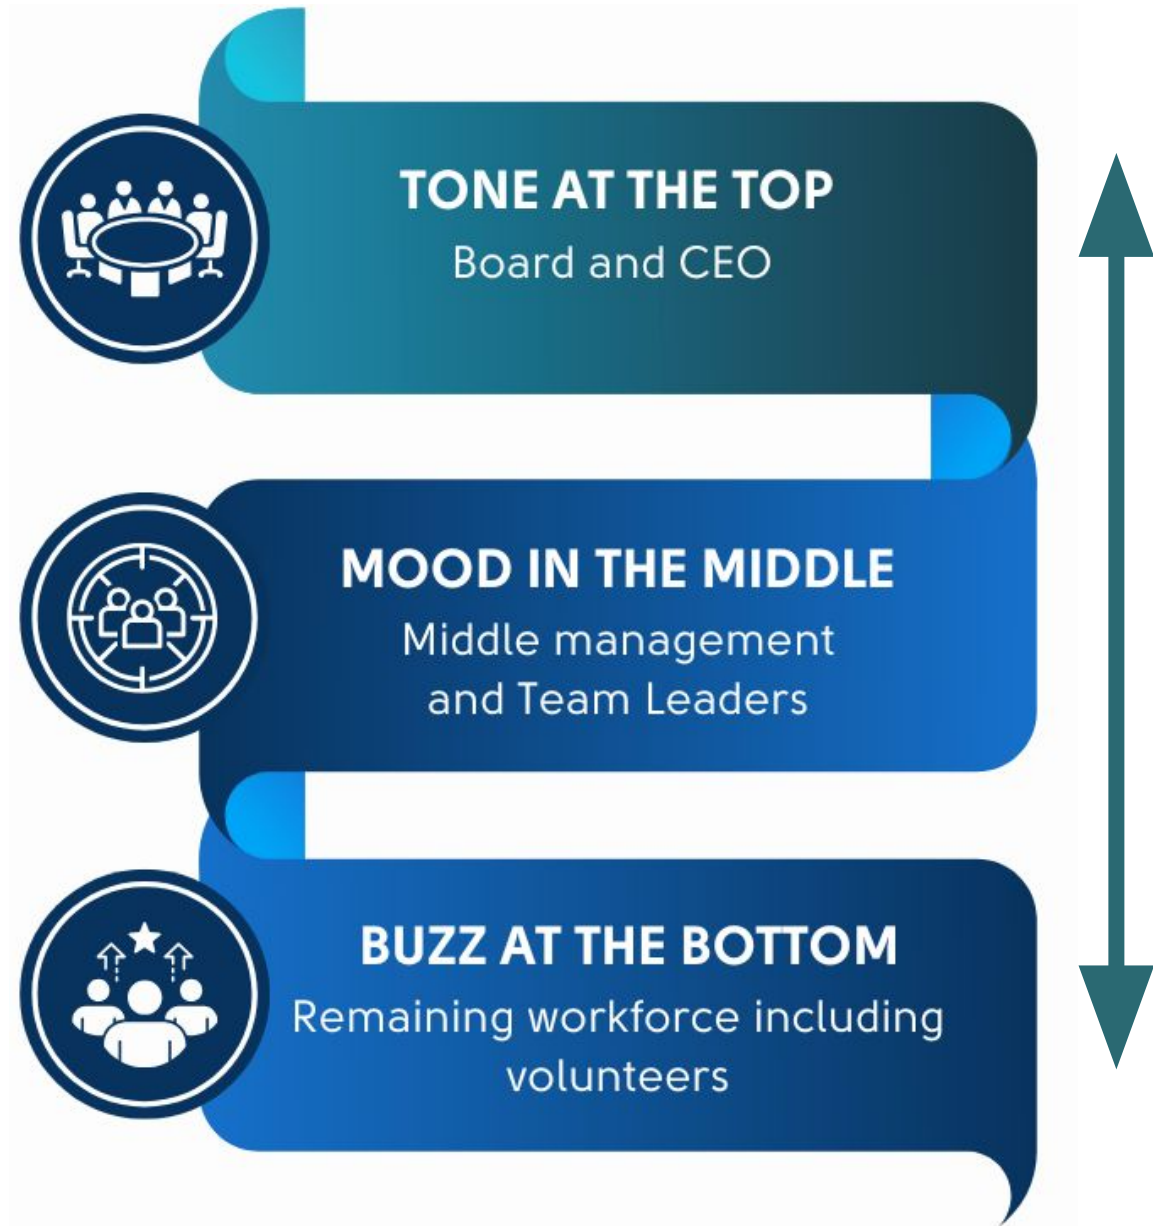 TONE AT THE TOP
Board and CEO
MOOD IN THE MIDDLE
Middle management
and Team Leaders
BUZZ AT THE BOTTOM
Remaining workforce including
volunteers